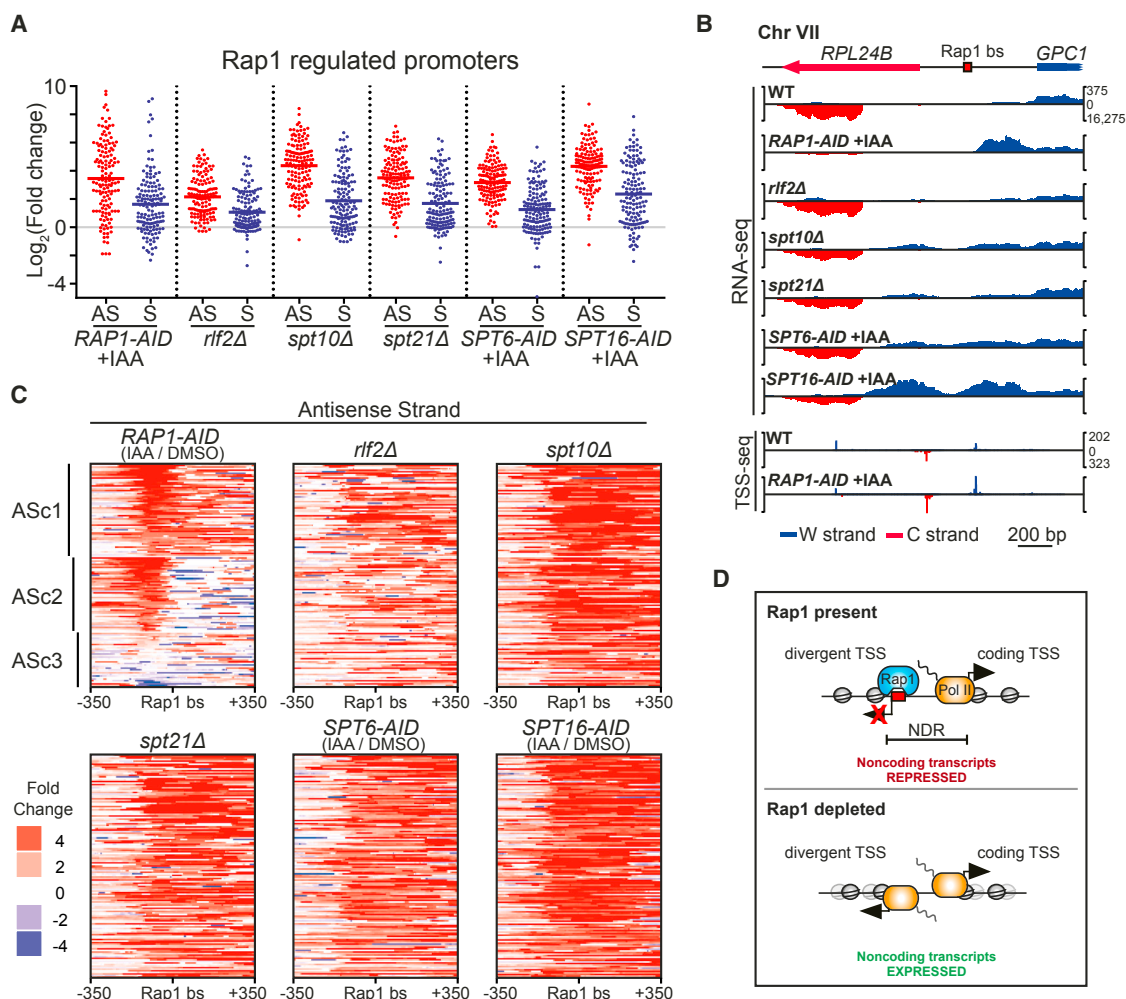 A
Rap1 regulated promoters
Log2(Fold change)
10
0
-4
AS S AS S AS S AS S AS S AS S
RAP1-AID +IAA
rlf2Δ
spt10Δ
spt21Δ
SPT6-AID +IAA
SPT16-AID +IAA
B
Chr VII
RPL24B
Rap1 bs
GPC1
RNA-seq
WT
375
0
16,275
RAP1-AID +IAA
rlf2Δ
spt10Δ
spt21Δ
SPT6-AID +IAA
SPT16-AID +IAA
TSS-seq
WT
202
0
323
RAP1-AID +IAA
W strand C strand
200 bp
C
Antisense Strand
RAP1-AID
(IAA / DMSO)
rlf2Δ
spt10Δ
ASc1
ASc2
ASc3
-350 Rap1 bs +350
-350 Rap1 bs +350
-350 Rap1 bs +350
spt21Δ
SPT6-AID
(IAA / DMSO)
SPT16-AID
(IAA / DMSO)
Fold
Change
4
2
0
-2
-4
-350 Rap1 bs +350
-350 Rap1 bs +350
-350 Rap1 bs +350
D
Rap1 present
divergent TSS
coding TSS
Rap1
Pol II
X
NDR
Noncoding transcripts
REPRESSED
Rap1 depleted
divergent TSS
coding TSS
Noncoding transcripts
EXPRESSED